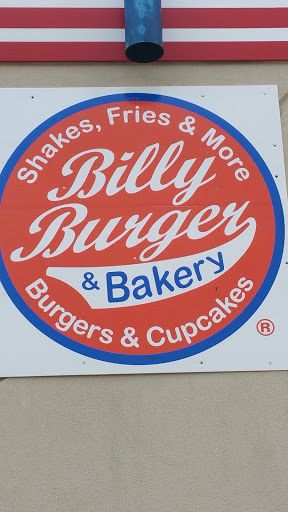 Shakes, Fries & More
Billy
Burger
& Bakery
Burgers & Cupcakes
®